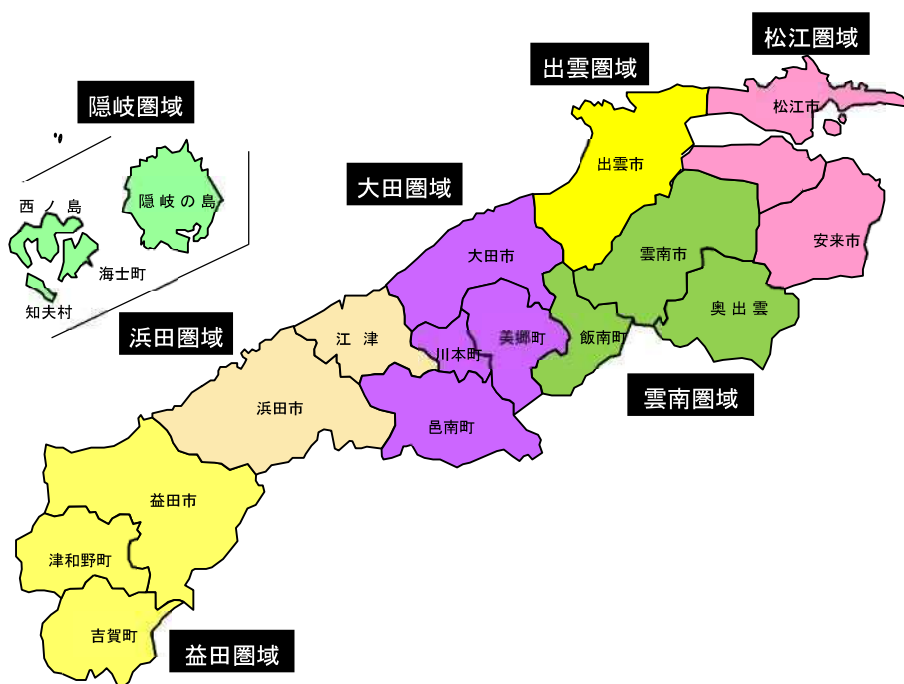 松江圏域
出雲圏域
隠岐圏域
松江市
出雲市
大田圏域
隠岐の島
西ノ島
安来市
大田市
雲南市
海士町
知夫村
奥出雲
浜田圏域
江津
川本町
美郷町
飯南町
雲南圏域
浜田市
邑南町
益田市
津和野町
吉賀町
益田圏域